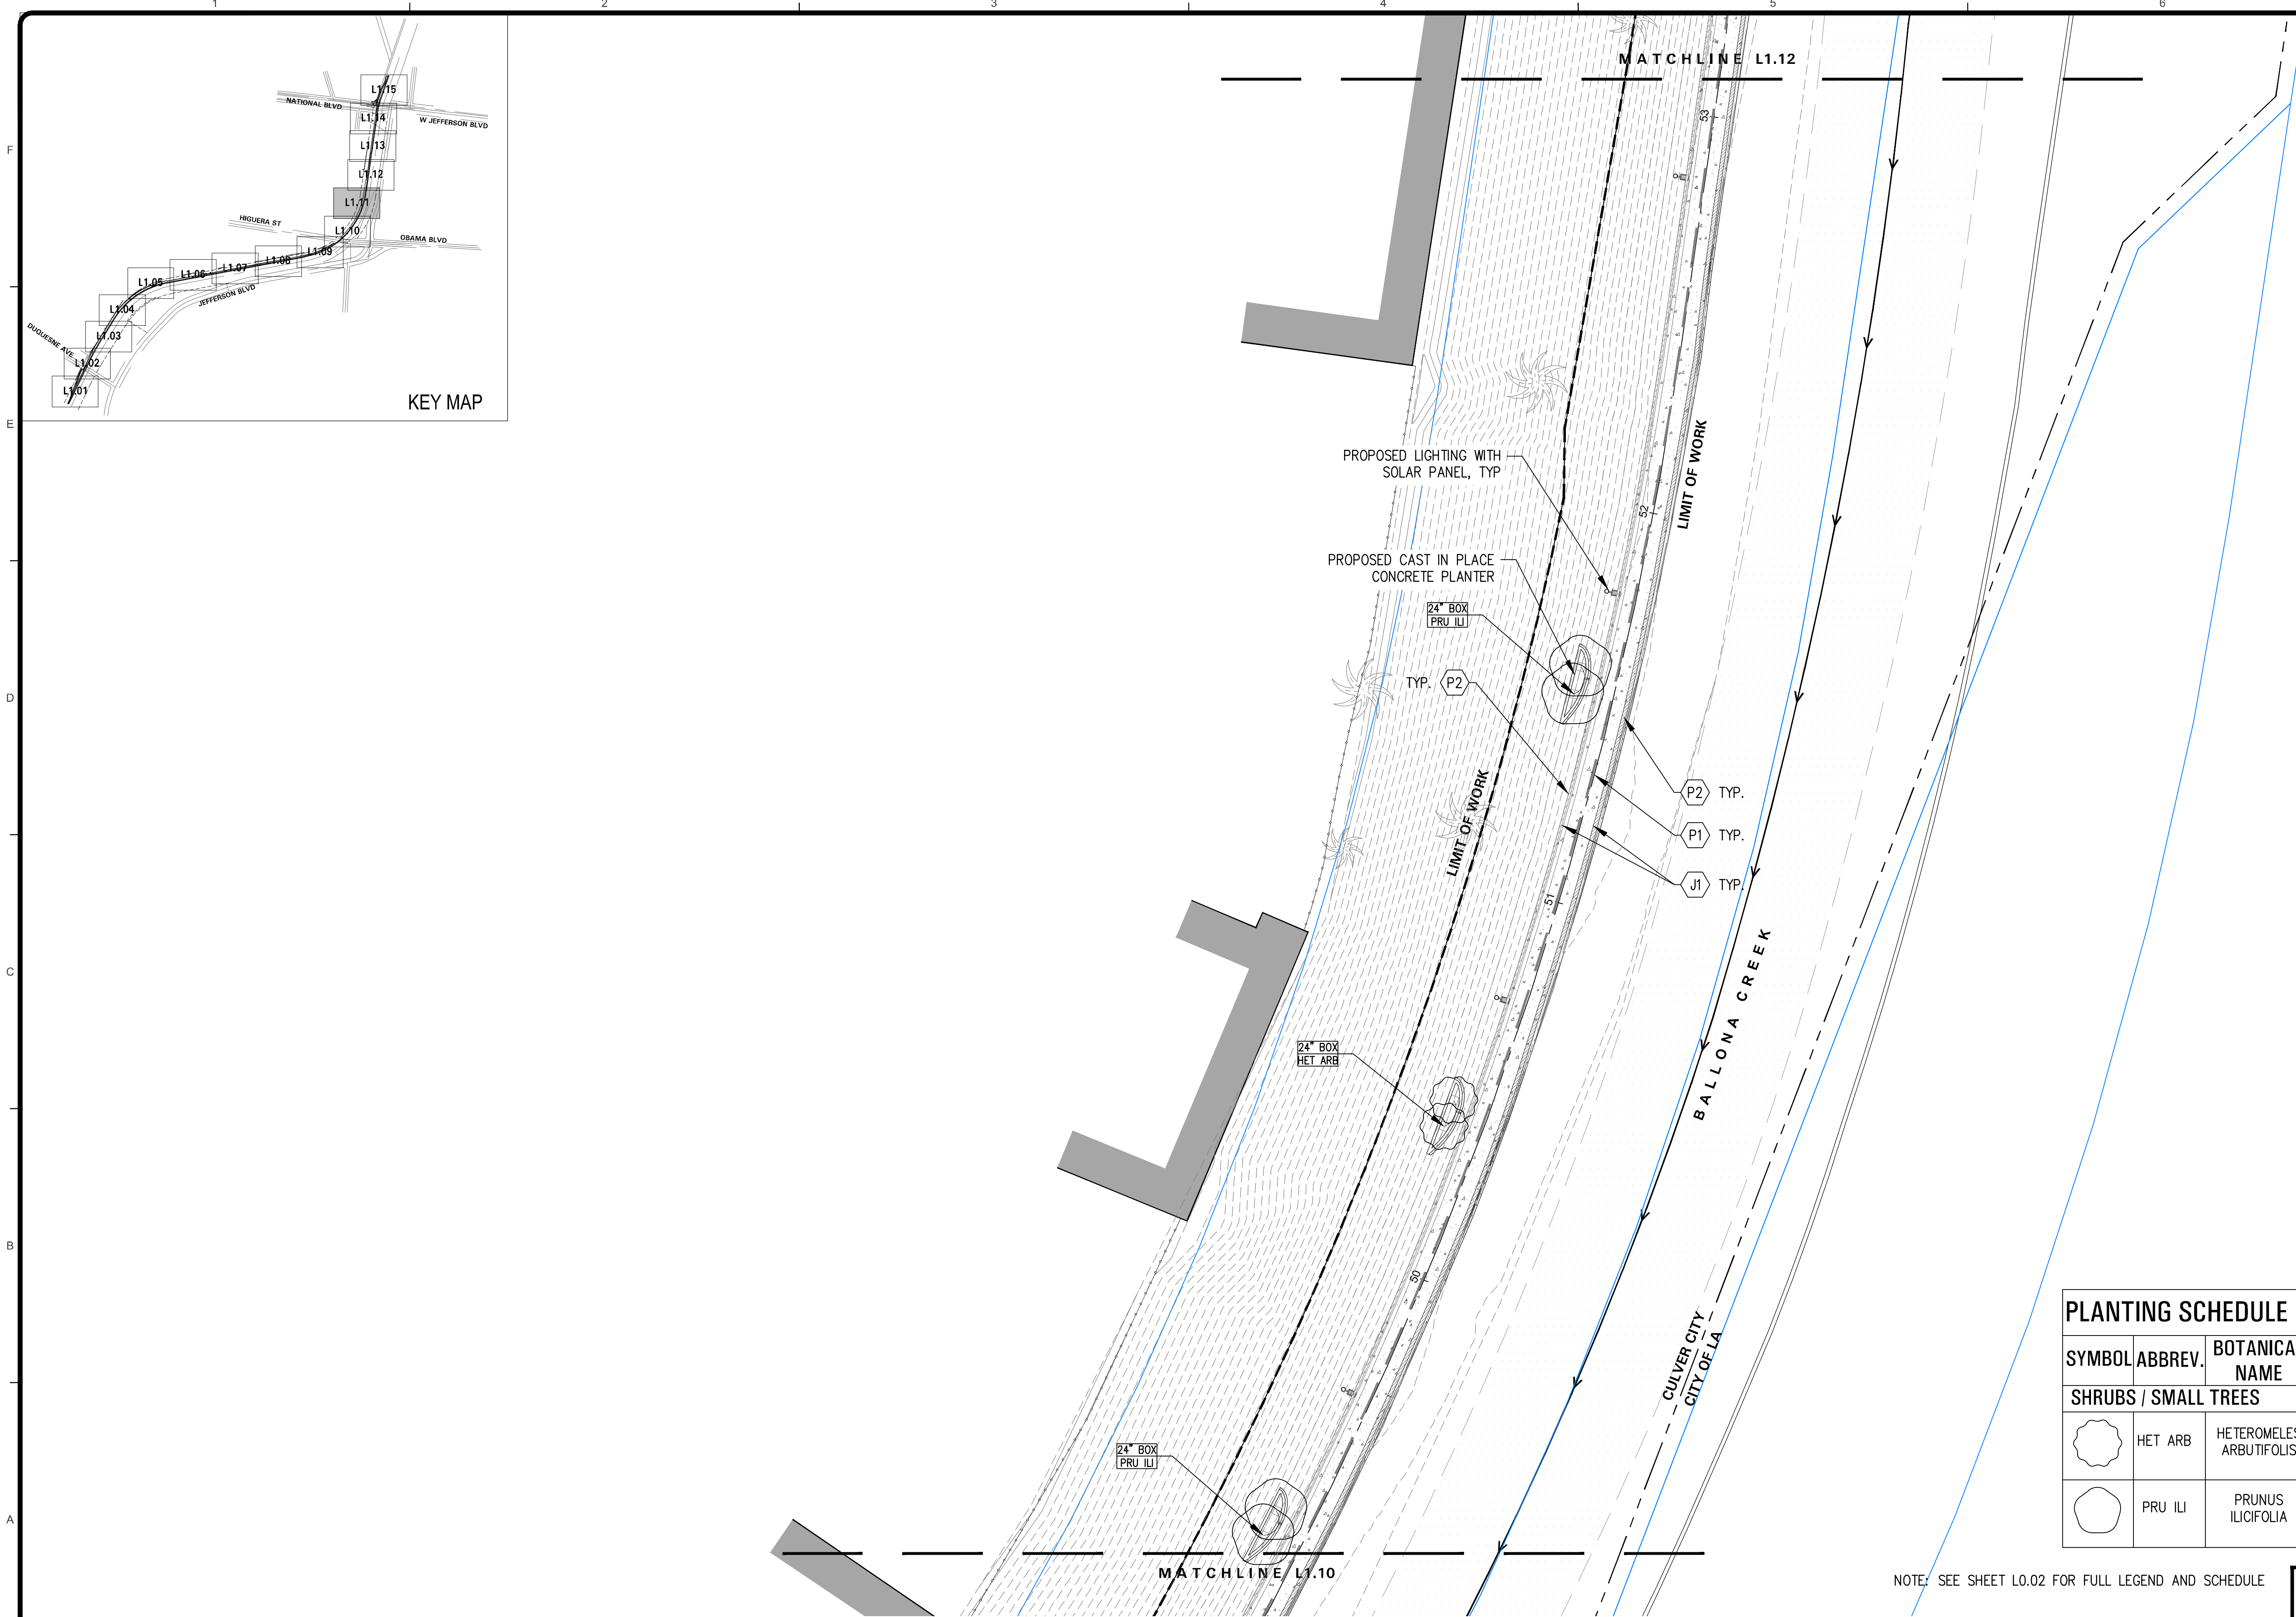 1
2
3
4
5
6
F
E
D
C
B
A
L1.15
NATIONAL BLVD
L1.14
W JEFFERSON BLVD
L1.13
L1.12
L1.11
HIGUERA ST
L1.10
OBAMA BLVD
L1.09
L1.08
L1.07
L1.06
L1.05
JEFFERSON BLVD
L1.04
DUQUESNE AVE
L1.03
L1.02
L1.01
KEY MAP
MATCHLINE L1.12
53
PROPOSED LIGHTING WITH
SOLAR PANEL, TYP
LIMIT OF WORK
52
PROPOSED CAST IN PLACE
CONCRETE PLANTER
24" BOX
PRU ILI
TYP. P2
LIMIT OF WORK
P2 TYP.
P1 TYP.
J1 TYP.
51
BALLONA CREEK
24" BOX
HET ARB
50
CULVER CITY
CITY OF LA
24" BOX
PRU ILI
MATCHLINE L1.10
PLANTING SCHEDULE
SYMBOL ABBREV. BOTANICA
NAME
SHRUBS / SMALL TREES
HET ARB HETEROMELES
ARBUTIFOLIS
PRU ILI PRUNUS
ILICIFOLIA
NOTE: SEE SHEET L0.02 FOR FULL LEGEND AND SCHEDULE